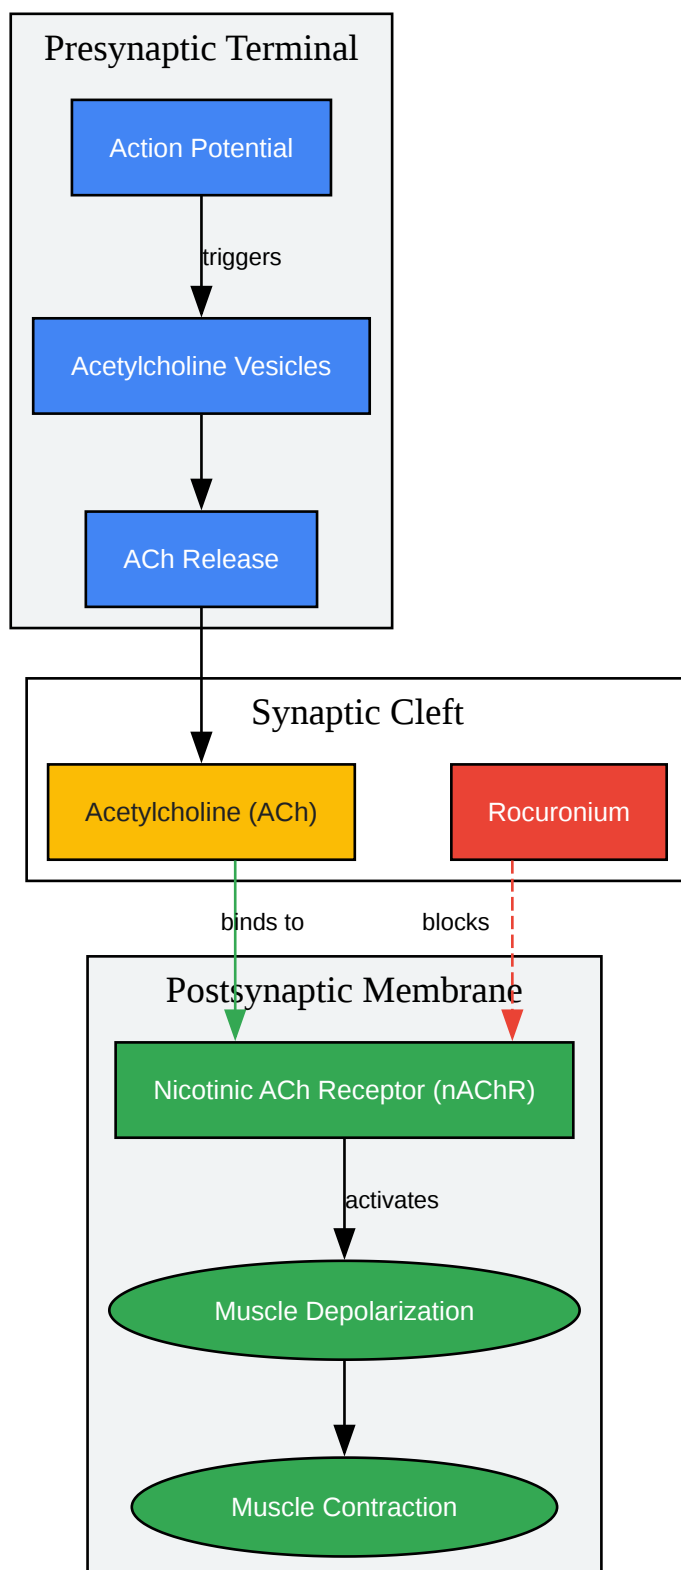 Presynaptic Terminal
Action Potential
triggers
Acetylcholine Vesicles
ACh Release
Synaptic Cleft
Acetylcholine (ACh)
Rocuronium
binds to
blocks
Postsynaptic Membrane
Nicotinic ACh Receptor (nAChR)
activates
Muscle Depolarization
Muscle Contraction